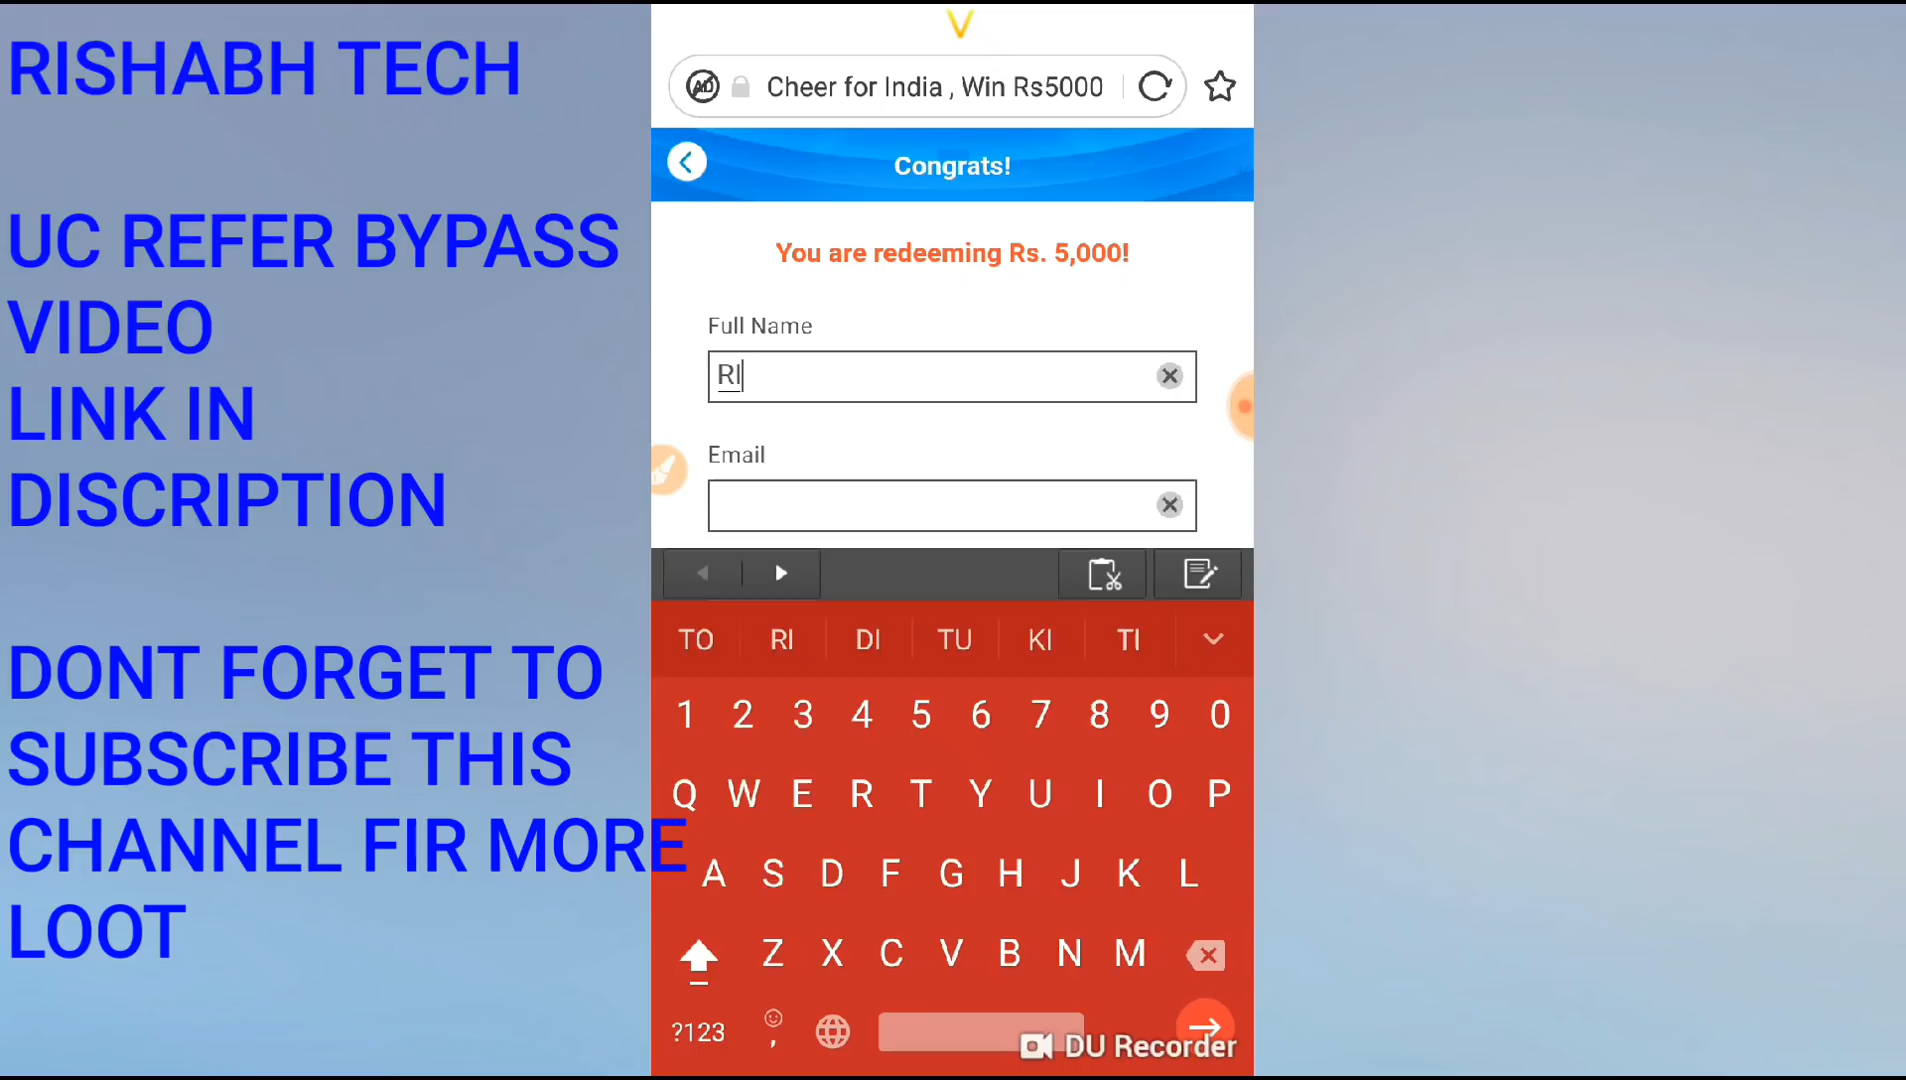 RISHABH TECH
UC REFER BYPASS
VIDEO
LINK IN
DISCRIPTION
DONT FORGET TO
SUBSCRIBE THIS
CHANNEL FIR MORE
LOOT
AD Cheer for India , Win Rs5000
Congrats!
You are redeeming Rs. 5,000!
Full Name
RI
Email
TO RI DI TU KI TI
1 2 3 4 5 6 7 8 9 0
Q W E R T Y U I O P
A S D F G H J K L
Z X C V B N M
?123 ,
DU Recorder